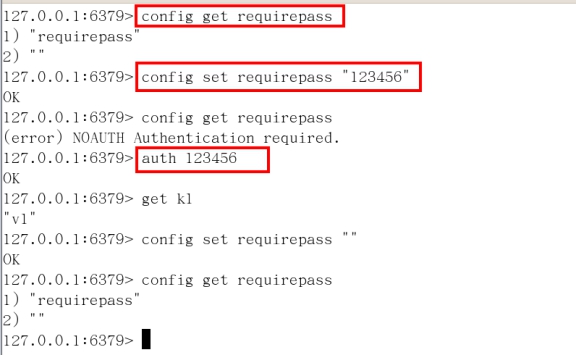 127.0.0.1:6379> config get requirepass
1) "requirepass"
2) ""
127.0.0.1:6379> config set requirepass "123456"
OK
127.0.0.1:6379> config get requirepass
(error) NOAUTH Authentication required.
127.0.0.1:6379> auth 123456
OK
127.0.0.1:6379> get k1
"v1"
127.0.0.1:6379> config set requirepass ""
OK
127.0.0.1:6379> config get requirepass
1) "requirepass"
2) ""
127.0.0.1:6379>